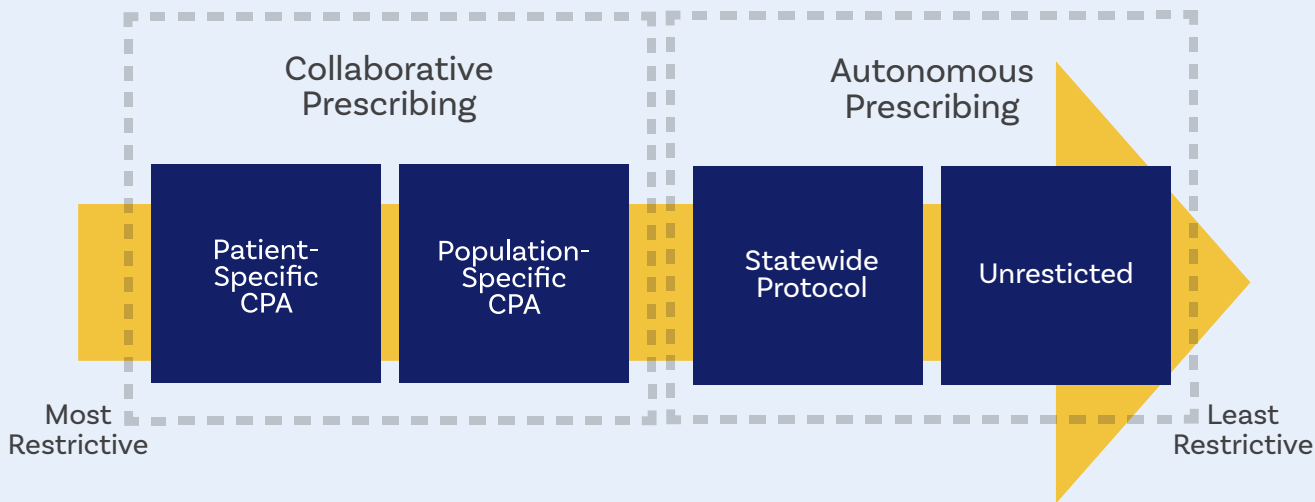 Collaborative
Prescribing
Autonomous
Prescribing
Patient-
Specific
CPA
Population-
Specific
CPA
Statewide
Protocol
Unresticted
Most
Restrictive
Least
Restrictive